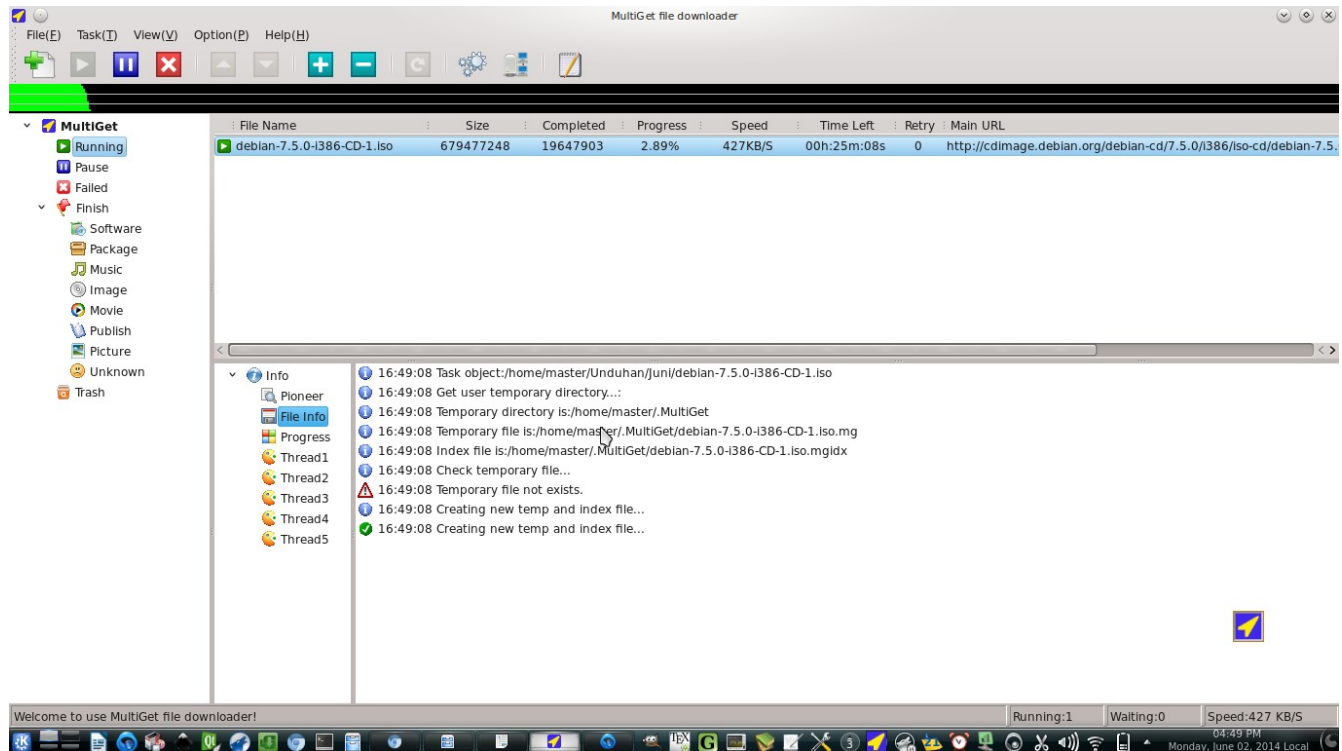 MultiGet file downloader
File(F) Task(T) View(V) Option(P) Help(H)
MultiGet
Running
Pause
Failed
Finish
Software
Package
Music
Image
Movie
Publish
Picture
Unknown
Trash
File Name Size Completed Progress Speed Time Left Retry Main URL
debian-7.5.0-i386-CD-1.iso 679477248 19647903 2.89% 427KB/S 00h:25m:08s 0 http://cdimage.debian.org/debian-cd/7.5.0/i386/iso-cd/debian-7.5.
Info
Pioneer
File Info
Progress
Thread1
Thread2
Thread3
Thread4
Thread5
16:49:08 Task object:/home/master/Unduhan/Juni/debian-7.5.0-i386-CD-1.iso
16:49:08 Get user temporary directory...:
16:49:08 Temporary directory is:/home/master/.MultiGet
16:49:08 Temporary file is:/home/master/.MultiGet/debian-7.5.0-i386-CD-1.iso.mg
16:49:08 Index file is:/home/master/.MultiGet/debian-7.5.0-i386-CD-1.iso.mgidx
16:49:08 Check temporary file...
16:49:08 Temporary file not exists.
16:49:08 Creating new temp and index file...
16:49:08 Creating new temp and index file...
Welcome to use MultiGet file downloader! Running:1 Waiting:0 Speed:427 KB/S
TEX G 3 04:49 PM
Monday, June 02, 2014 Local